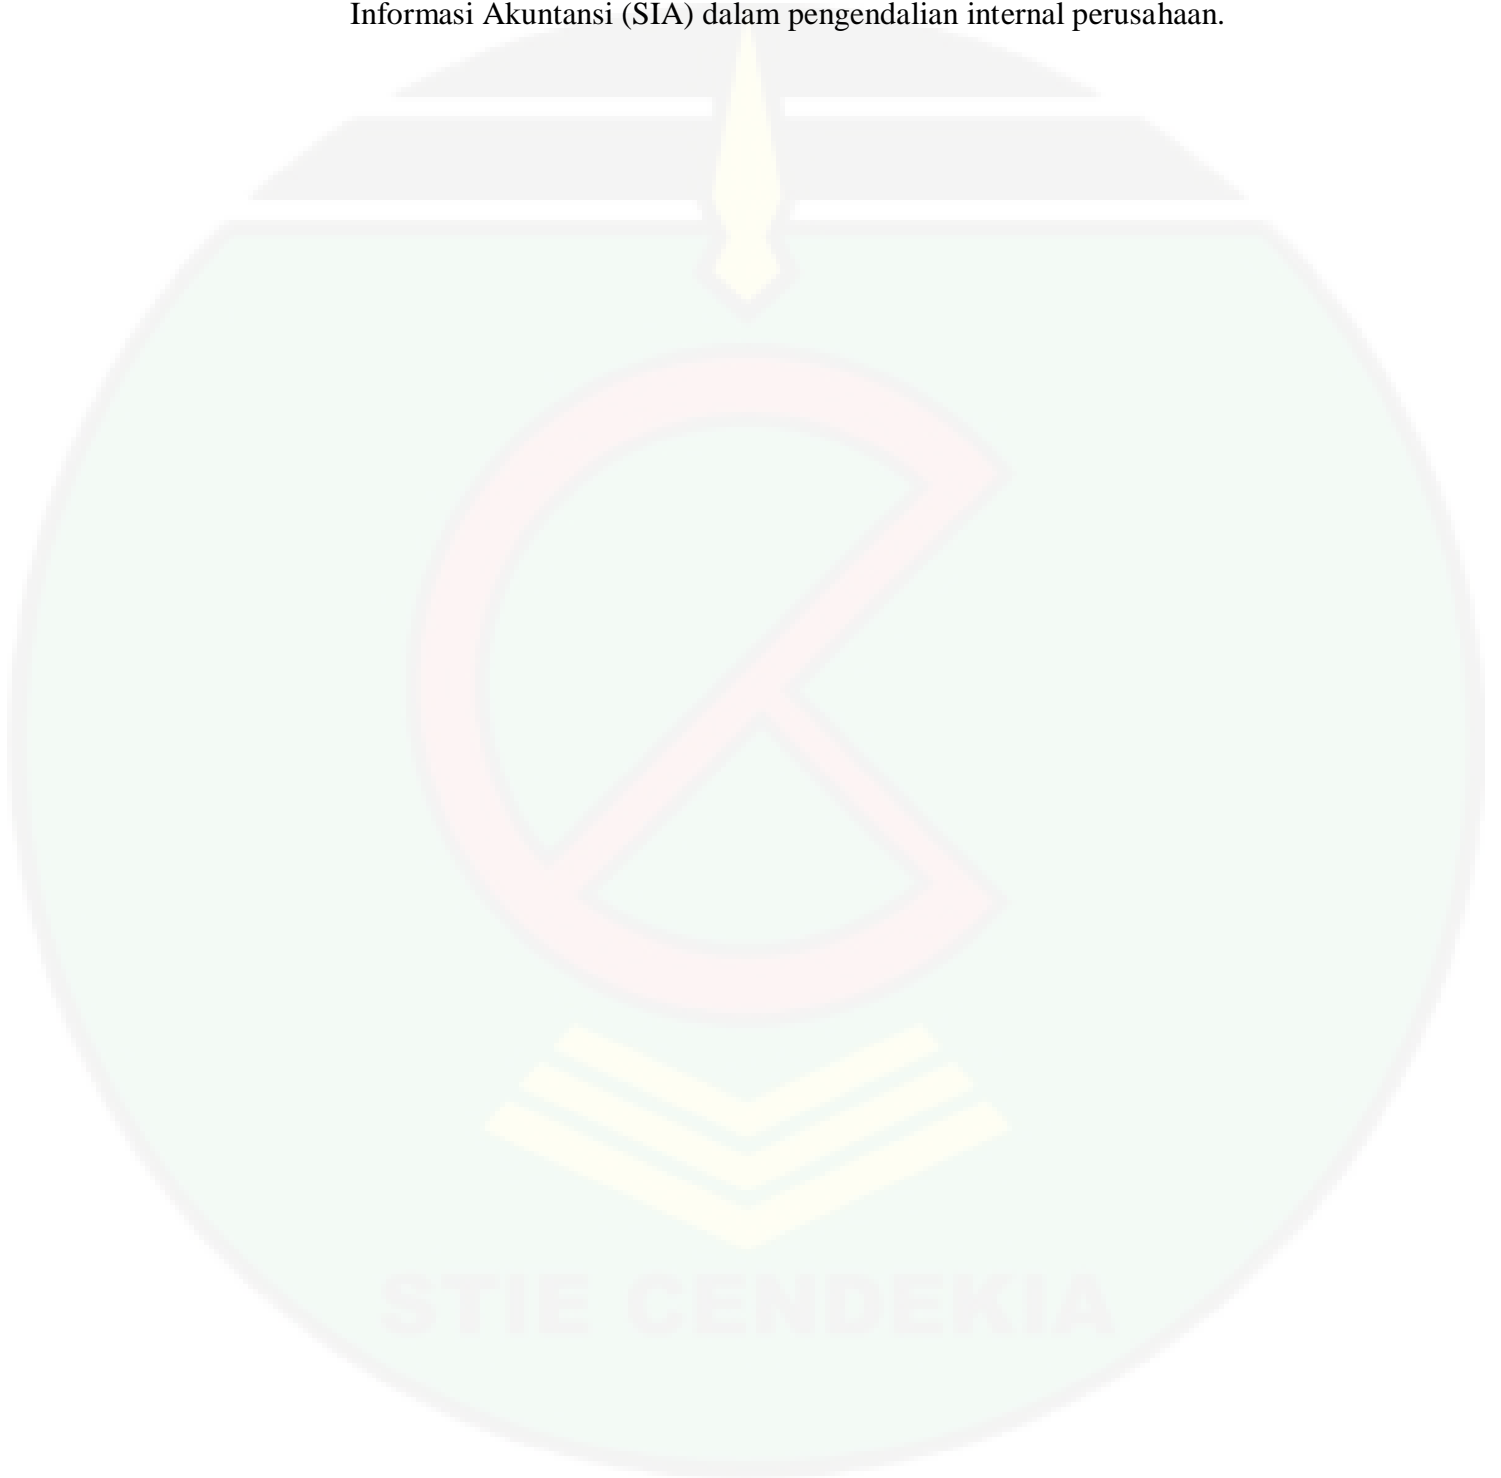 Informasi Akuntansi (SIA) dalam pengendalian internal perusahaan.
STIE CENDEKIA